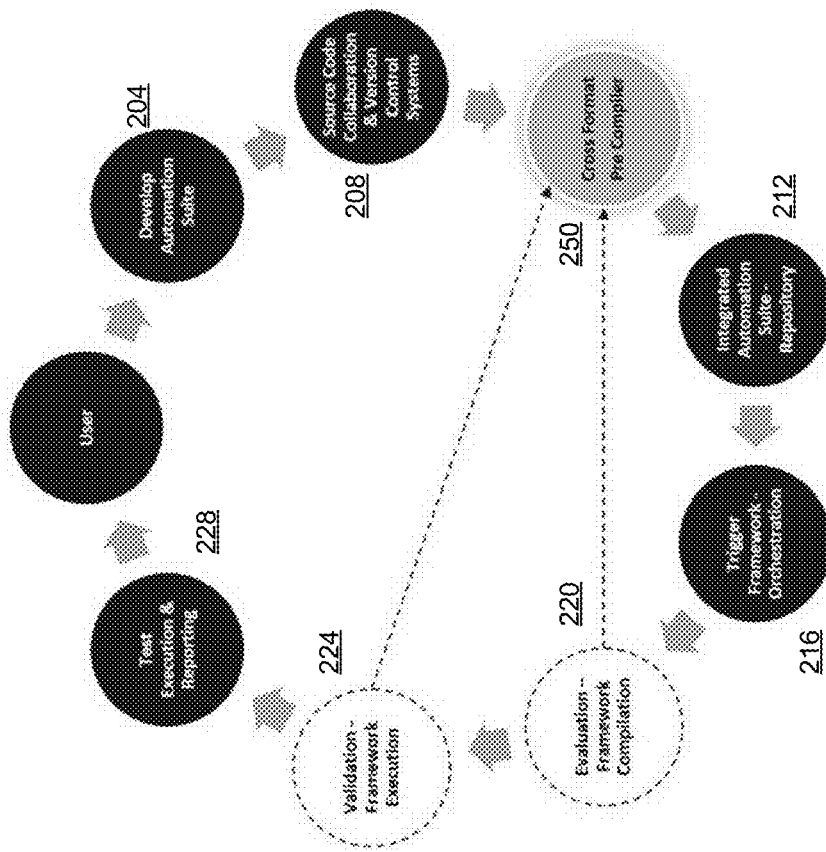 User
Develop
Automation
Suite
204
Source Code
Collaboration
& Version
Control
Systems
208
Cross Format
Pre Compiler
250
Integrated
Automation
Suite -
Repository
212
Trigger
Framework -
Orchestration
216
Evaluation -
Framework
Compilation
220
Validation -
Framework
Execution
224
Test
Execution &
Reporting
228